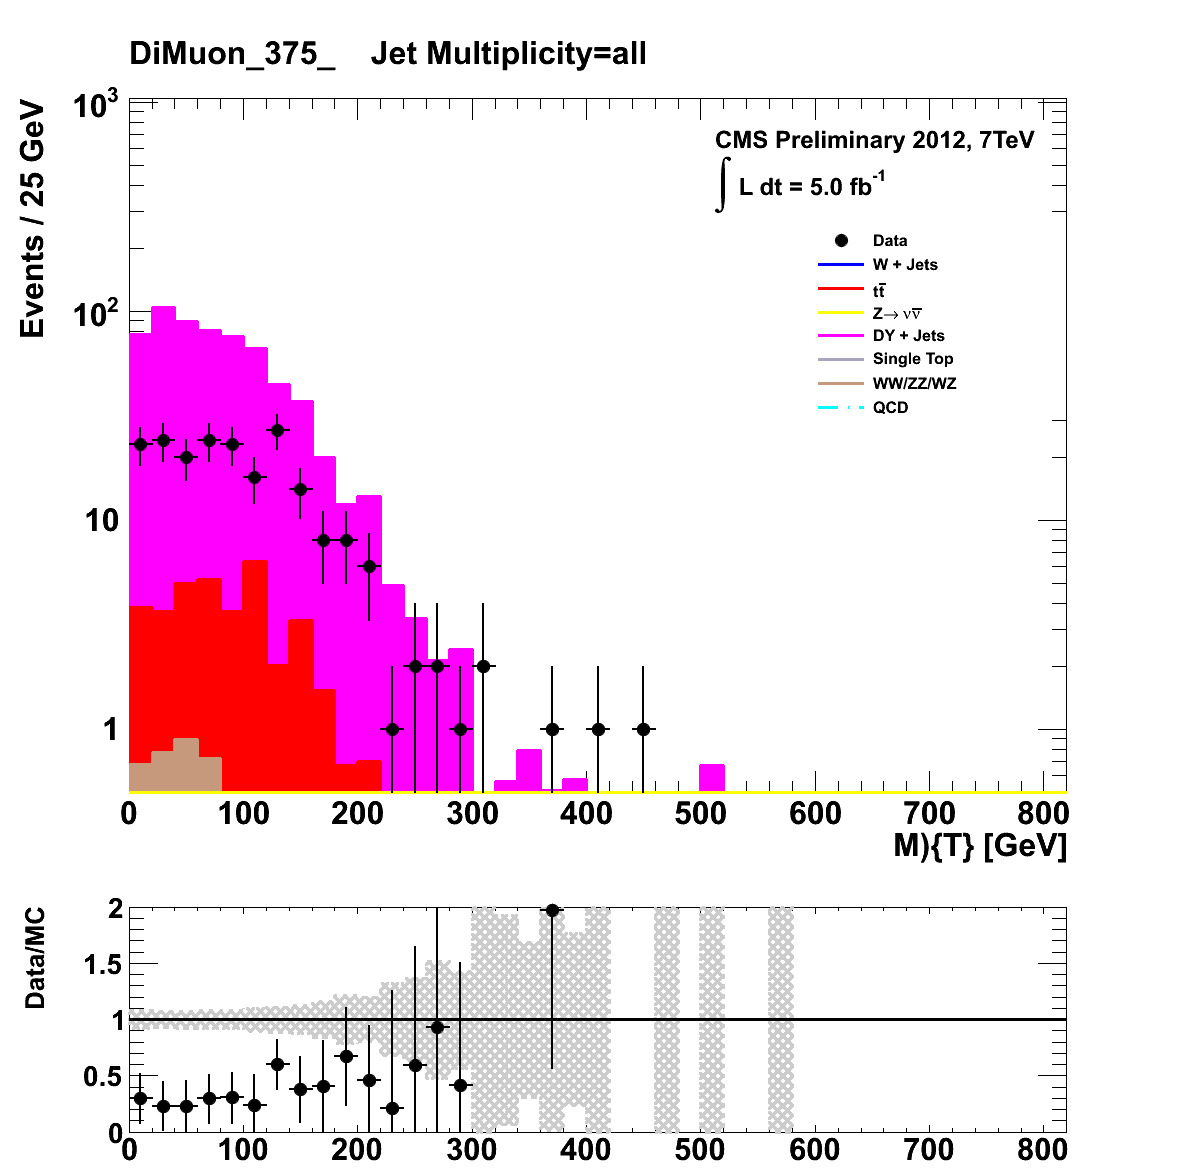 DiMuon_375_ Jet Multiplicity=all
Events / 25 GeV
10³
10²
10
1
CMS Preliminary 2012, 7TeV
∫ L dt = 5.0 fb⁻¹
Data
W + Jets
tt̅
Z→ νν̅
DY + Jets
Single Top
WW/ZZ/WZ
QCD
0 100 200 300 400 500 600 700 800
M){T} [GeV]
Data/MC
2
1.5
1
0.5
0
0 100 200 300 400 500 600 700 800